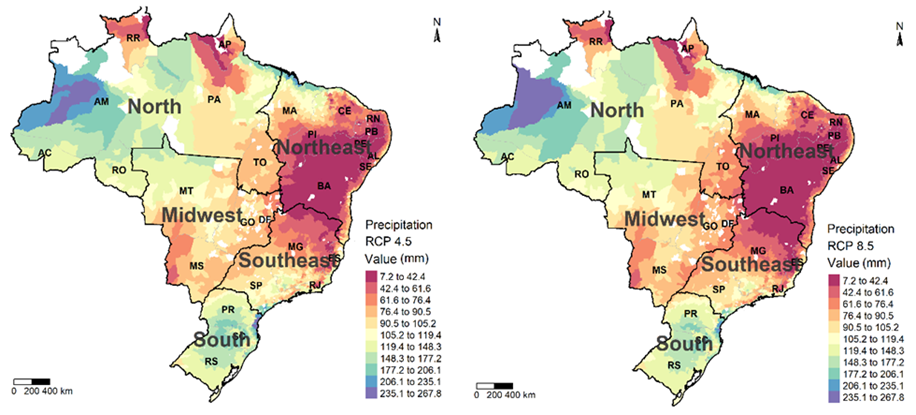 N
RR
AP
AM
North
PA
MA
CE
RN
PB
PI
PE
Northeast
AL
SE
AC
RO
TO
BA
MT
Midwest
GO
DF
MG
ES
Southeast
MS
SP
RJ
PR
South
RS
Precipitation
RCP 4.5
Value (mm)
7.2 to 42.4
42.4 to 61.6
61.6 to 76.4
76.4 to 90.5
90.5 to 105.2
105.2 to 119.4
119.4 to 148.3
148.3 to 177.2
177.2 to 206.1
206.1 to 235.1
235.1 to 267.8
0 200 400 km
N
RR
AP
AM
North
PA
MA
CE
RN
PI
PB
PE
Northeast
AL
SE
AC
RO
TO
BA
MT
Midwest
GO
DF
MG
ES
Southeast
MS
SP
RJ
PR
South
RS
Precipitation
RCP 8.5
Value (mm)
7.2 to 42.4
42.4 to 61.6
61.6 to 76.4
76.4 to 90.5
90.5 to 105.2
105.2 to 119.4
119.4 to 148.3
148.3 to 177.2
177.2 to 206.1
206.1 to 235.1
235.1 to 267.8
0 200 400 km